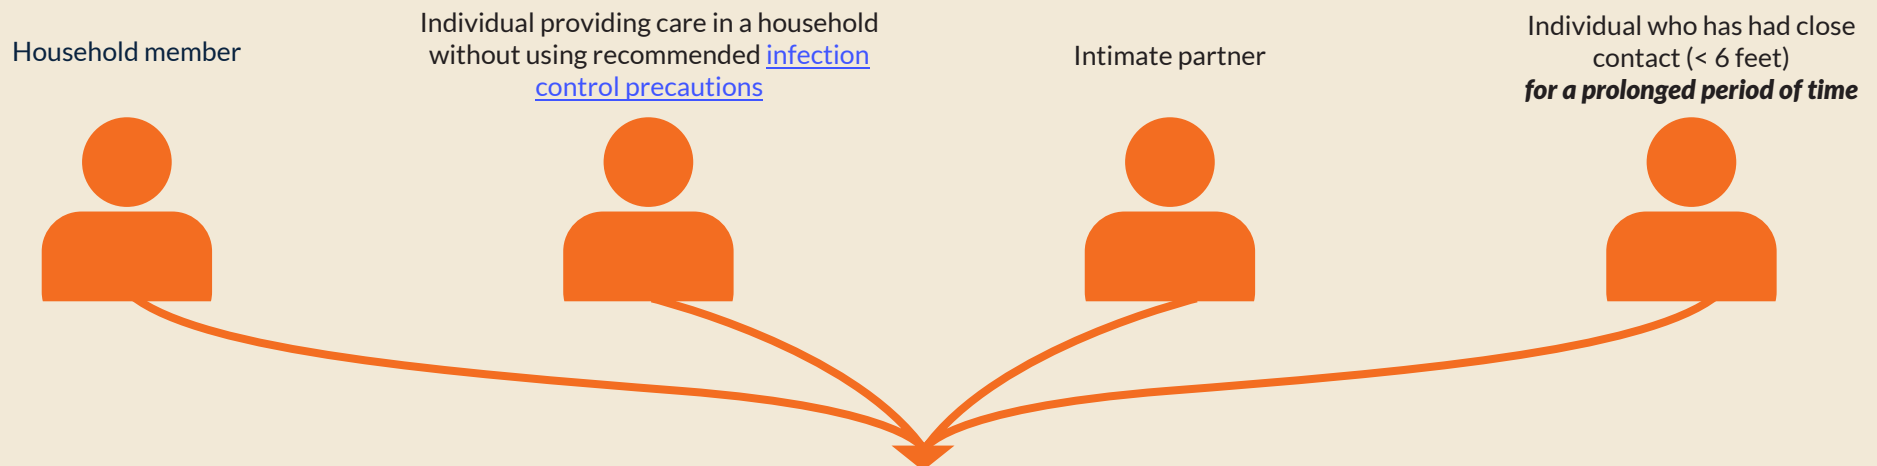 Household member
Individual providing care in a household
without using recommended infection
control precautions
Intimate partner
Individual who has had close
contact (< 6 feet)
for a prolonged period of time